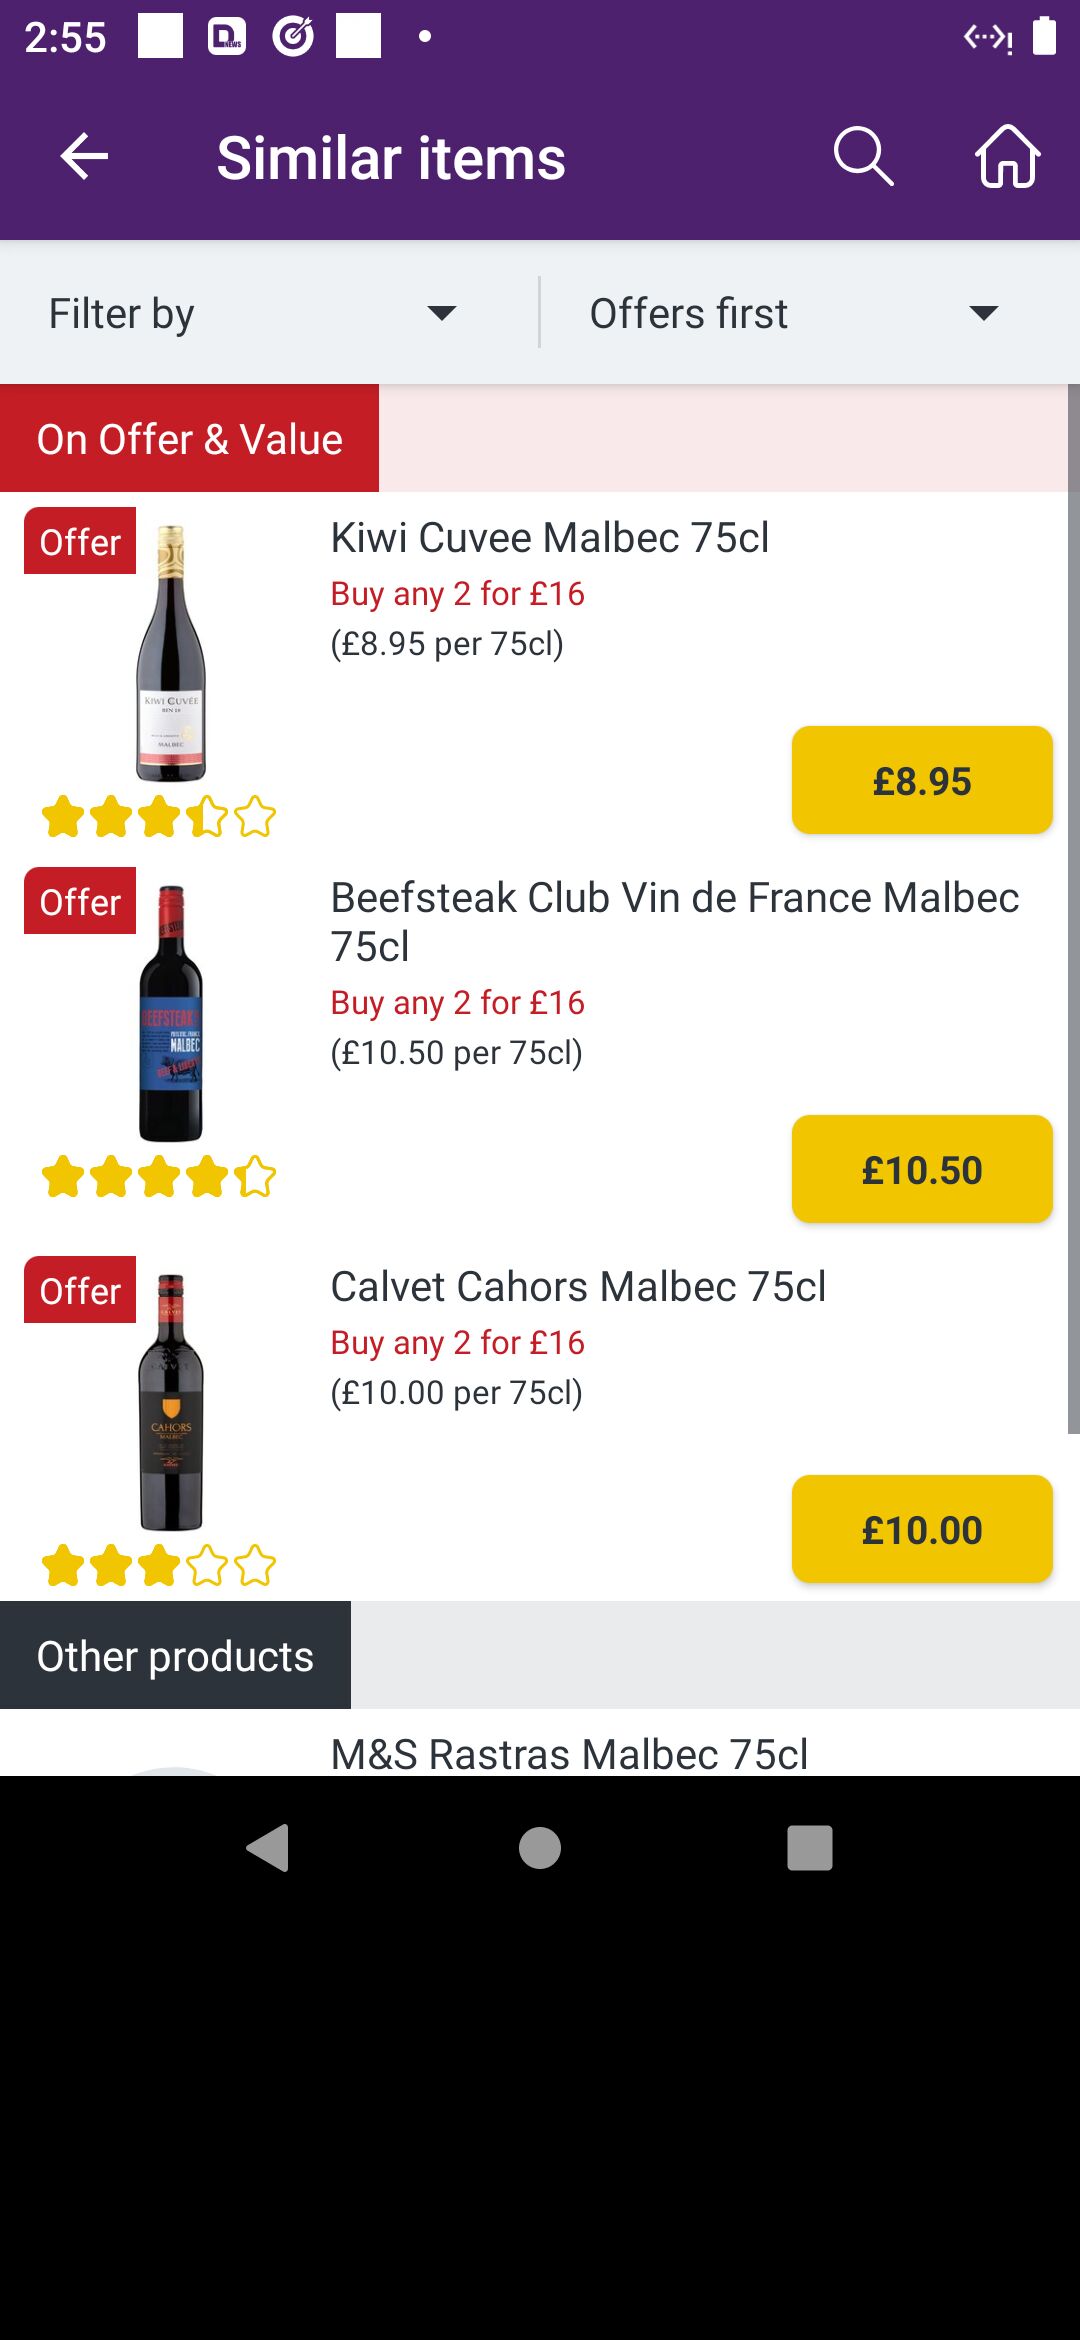 2:55
Similar items
Filter by
Offers first
On Offer & Value
Offer
Kiwi Cuvee Malbec 75cl
Buy any 2 for £16
(£8.95 per 75cl)
KIWI CUVÉE
BIN 18
MALBEC
£8.95
Offer
Beefsteak Club Vin de France Malbec
75cl
Buy any 2 for £16
(£10.50 per 75cl)
BEEFSTEAK
MALBEC
£10.50
Offer
Calvet Cahors Malbec 75cl
Buy any 2 for £16
(£10.00 per 75cl)
CAHORS
MALBEC
£10.00
Other products
M&S Rastras Malbec 75cl